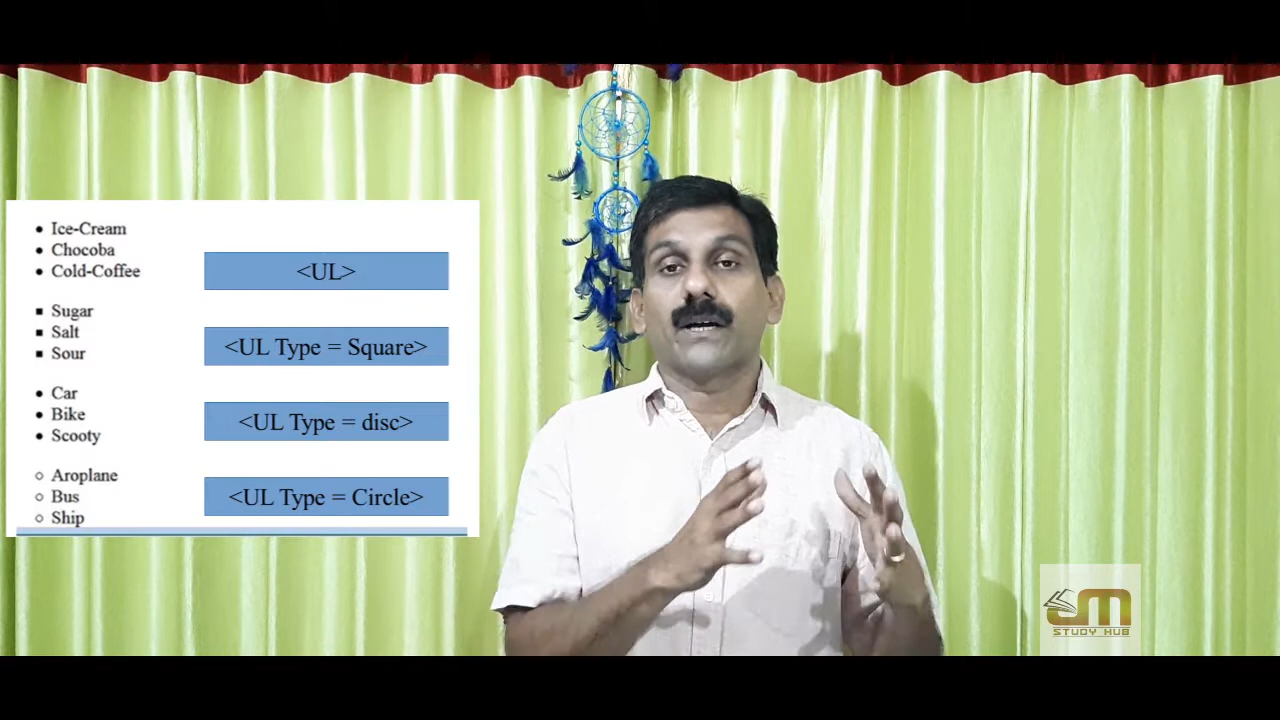 Ice-Cream
Chocoba
Cold-Coffee
<UL>
Sugar
Salt
Sour
<UL Type = Square>
Car
Bike
Scooty
<UL Type = disc>
Aroplane
Bus
Ship
<UL Type = Circle>
STUDY HUB